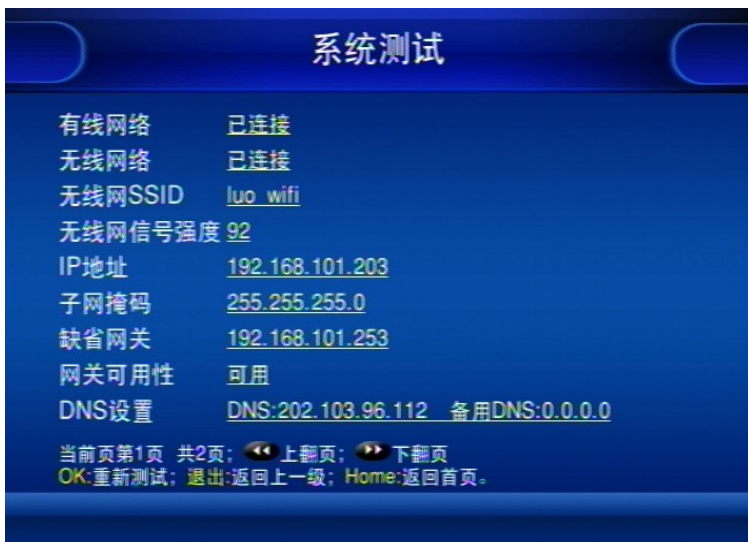 系统测试
有线网络 已连接
无线网络 已连接
无线网SSID luo wifi
无线网信号强度 92
IP地址 192.168.101.203
子网掩码 255.255.255.0
缺省网关 192.168.101.253
网关可用性 可用
DNS设置 DNS:202.103.96.112 备用DNS:0.0.0.0
当前页第1页 共2页; 上翻页; 下翻页
OK:重新测试; 退出:返回上一级; Home:返回首页。